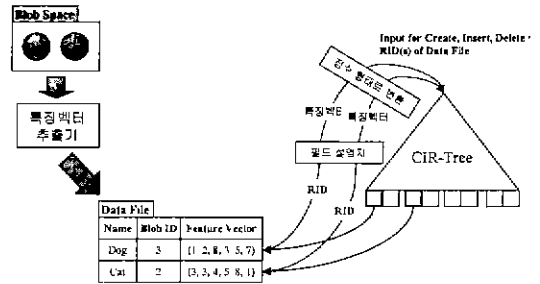 Blob Space
특징벡터
추출기
Input for Create, Insert, Delete
RID(s) of Data File
정수 형태로 변환
특징벡터
특징벡터
필드 설명자
CIR-Tree
RID
RID
Data File
Name Blob ID Feature Vector
Dog 3 {1, 2, 8, 3, 5, 7}
Cat 2 {3, 3, 4, 5, 8, 1}